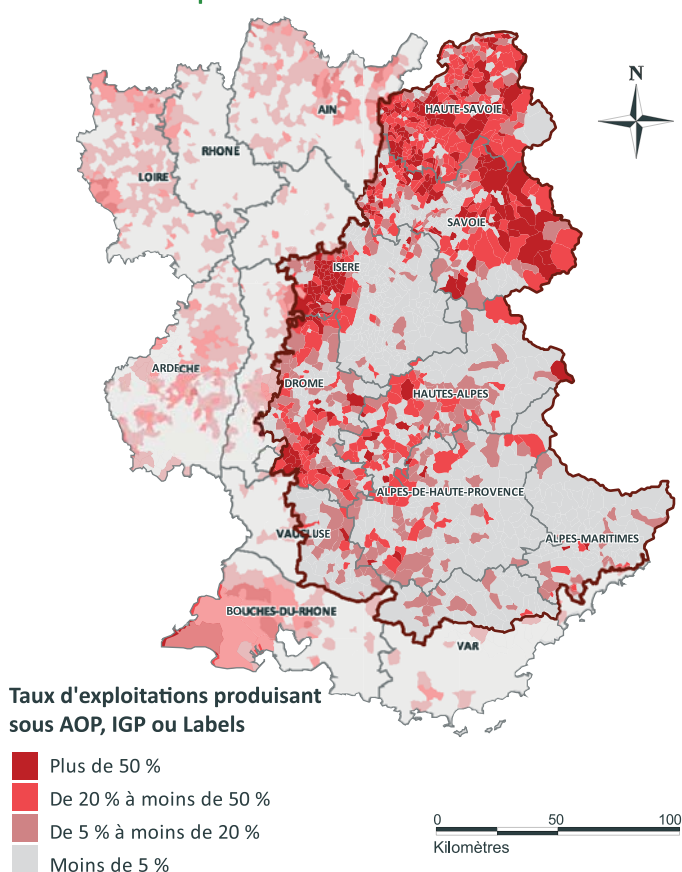 N
HAUTE-SAVOIE
AIN
RHONE
LOIRE
SAVOIE
ISERE
ARDECHE
DROME
HAUTES-ALPES
ALPES-DE-HAUTE-PROVENCE
VAUCLUSE
ALPES-MARITIMES
BOUCHES-DU-RHONE
VAR
Taux d'exploitations produisant
sous AOP, IGP ou Labels
Plus de 50 %
De 20 % à moins de 50 %
De 5 % à moins de 20 %
Moins de 5 %
0 50 100
Kilomètres